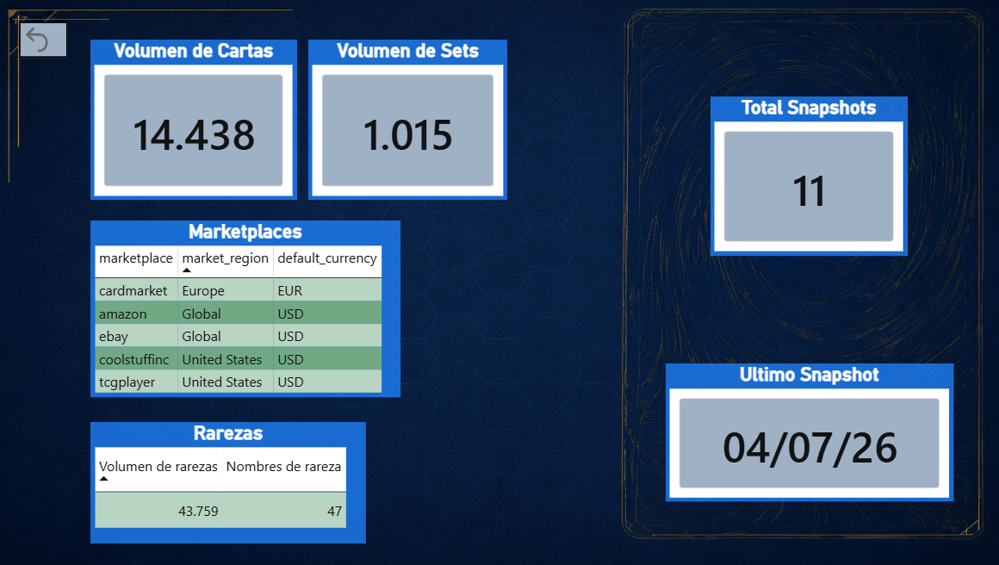 Volumen de Cartas
14.438
Volumen de Sets
1.015
Total Snapshots
11
Marketplaces
marketplace market_region default_currency
cardmarket Europe EUR
amazon Global USD
ebay Global USD
coolstuffinc United States USD
tcgplayer United States USD
Ultimo Snapshot
04/07/26
Rarezas
Volumen de rarezas Nombres de rareza
43.759 47